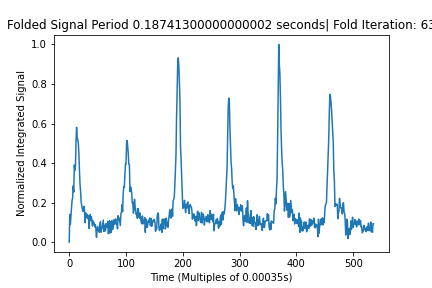 Folded Signal Period 0.18741300000000002 seconds| Fold Iteration: 63
Normalized Integrated Signal
1.0
0.8
0.6
0.4
0.2
0.0
0 100 200 300 400 500
Time (Multiples of 0.00035s)